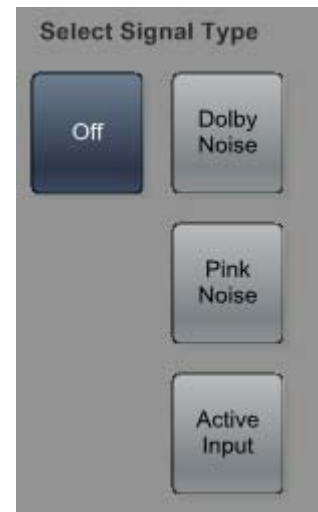 Select Signal Type
Off
Dolby
Noise
Pink
Noise
Active
Input